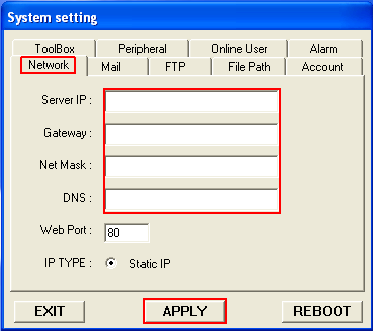 System setting
ToolBox Peripheral Online User Alarm
Network Mail FTP File Path Account
Server IP :
Gateway :
Net Mask :
DNS :
Web Port : 80
IP TYPE : Static IP
EXIT APPLY REBOOT